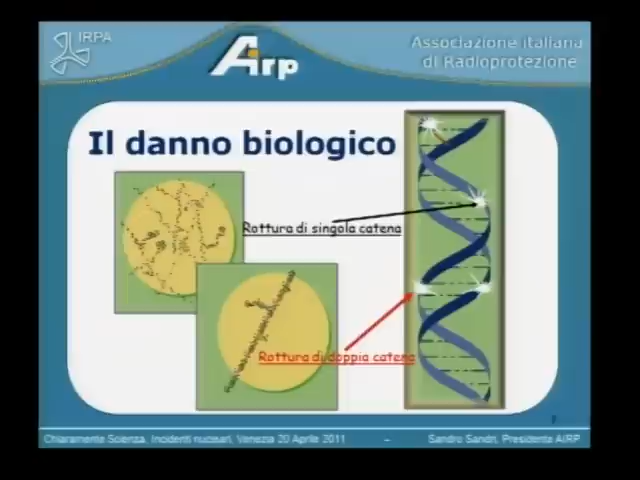 IRPA
Airp
Associazione italiana
di Radioprotezione
Il danno biologico
Rottura di singola catena
Rottura di doppia catena
Chiaramente Scienza, Incidenti nucleari, Venezia 20 Aprile 2011 – Sandro Sandri, Presidente AIRP